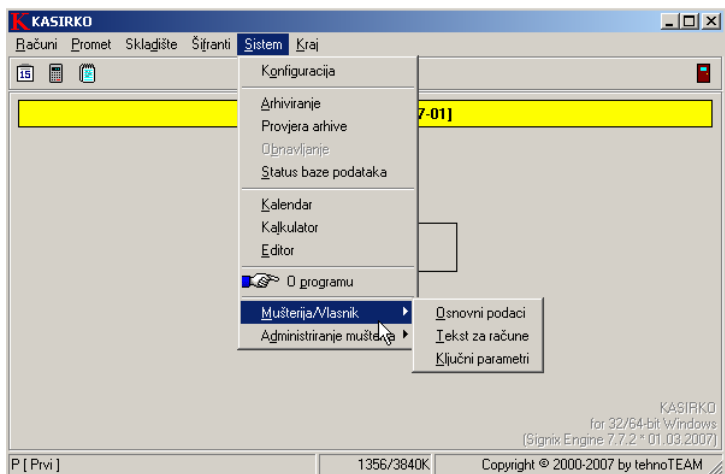 KASIRKO
Računi Promet Skladište Šifranti Sistem Kraj
15
Konfiguracija
Arhiviranje
7-01]
Provjera arhive
Obnavljanje
Status baze podataka
Kalendar
Kalkulator
Editor
O programu
Mušterija/Vlasnik
Osnovni podaci
Administriranje
Tekst za račune
Ključni parametri
KASIRKO
for 32/64-bit Windows
(Signix Engine 7.7.2 * 01.03.2007)
P [ Prvi ]
1356/3840K
Copyright © 2000-2007 by tehnoTEAM